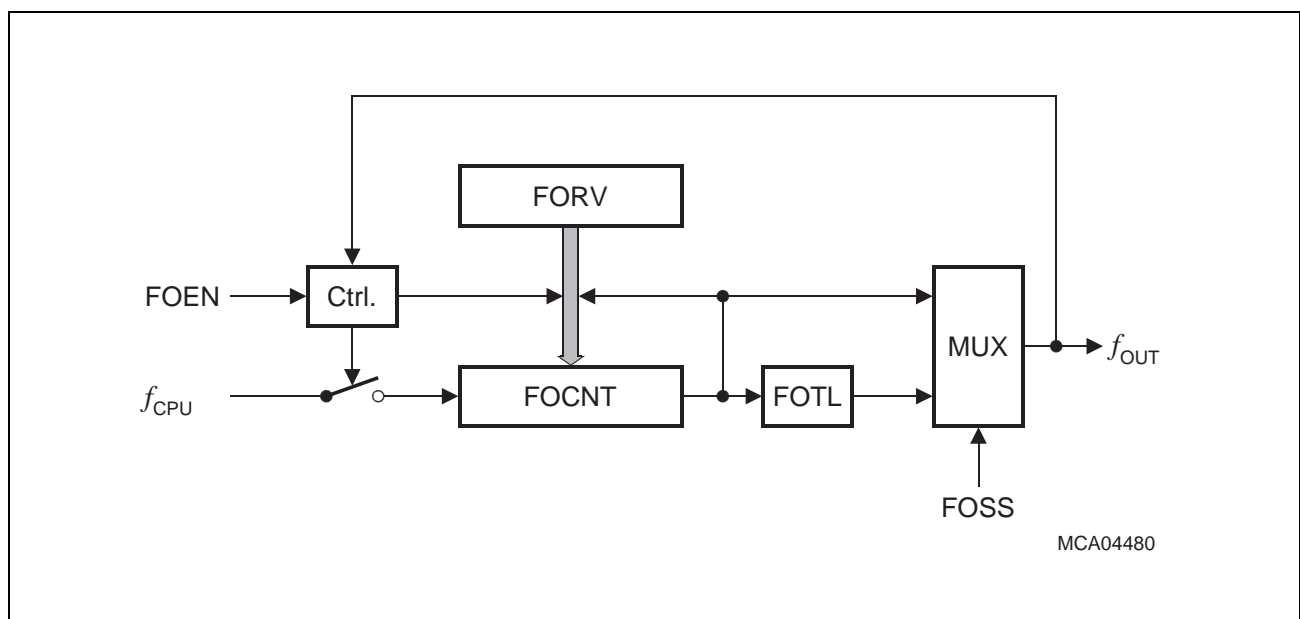 FORV
FOEN
Ctrl.
MUX
fOUT
fCPU
FOCNT
FOTL
FOSS
MCA04480